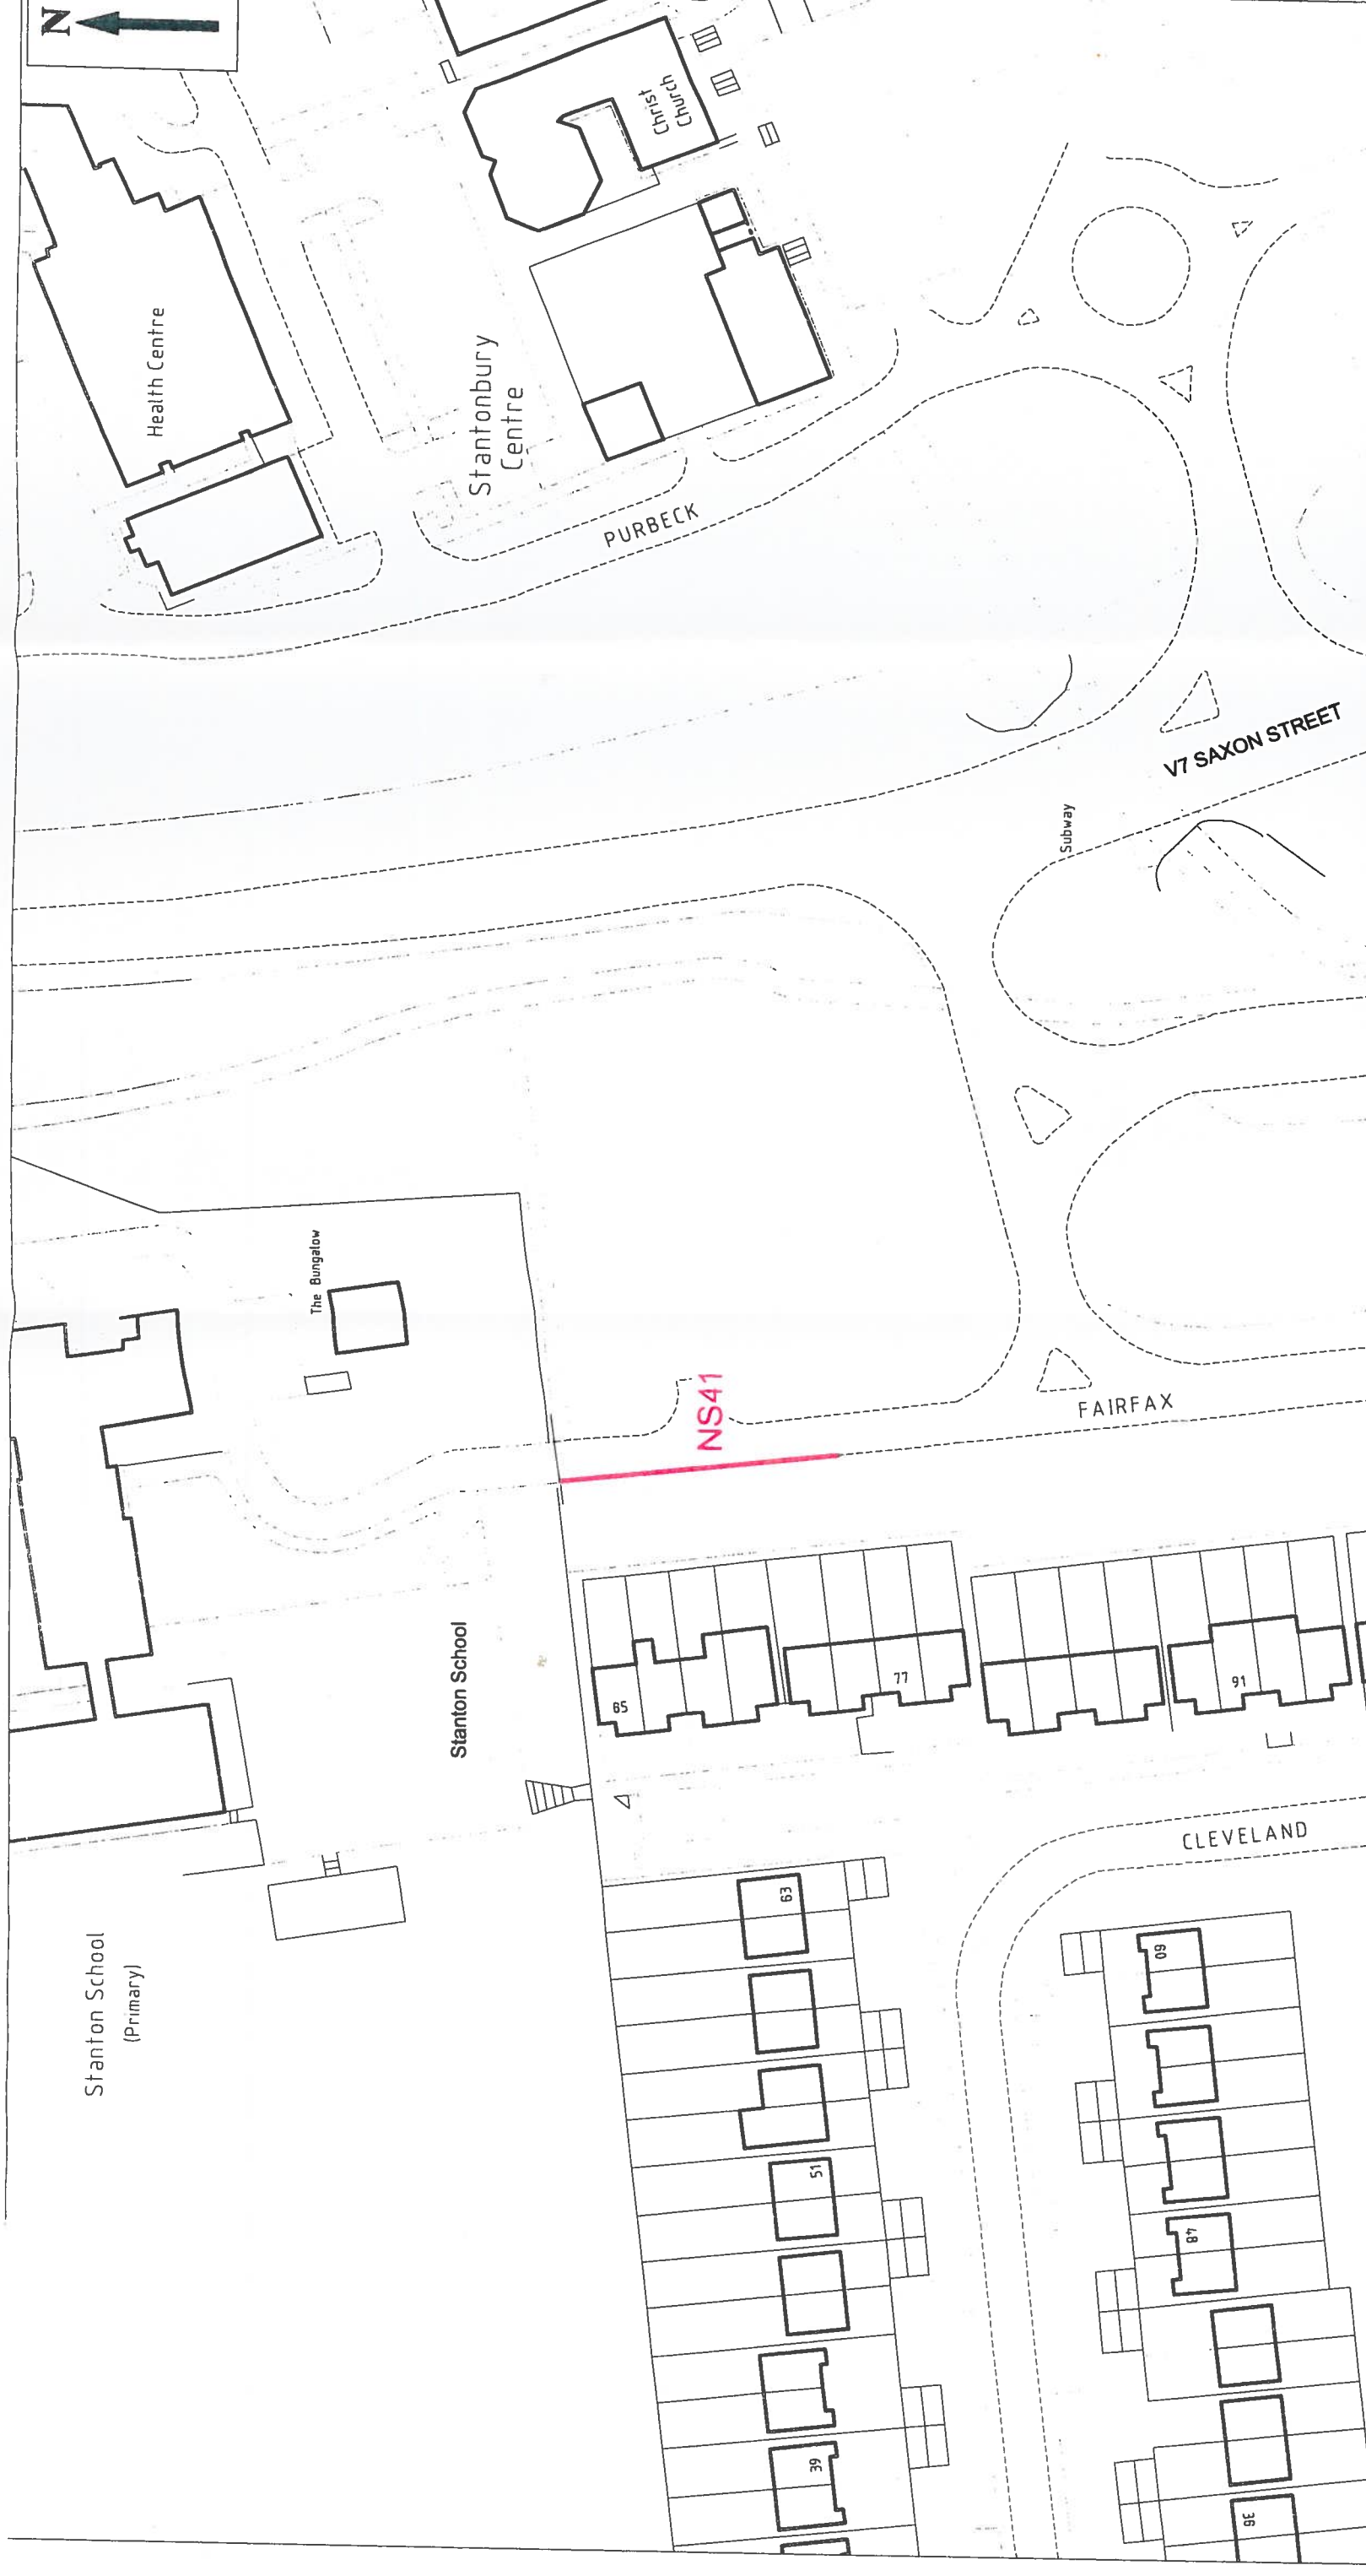 N
Health Centre
Christ
Church
Stantonbury
Centre
PURBECK
V7 SAXON STREET
Subway
The Bungalow
NS41
FAIRFAX
Stanton School
65
77
91
CLEVELAND
Stanton School
(Primary)
63
60
51
48
39
36